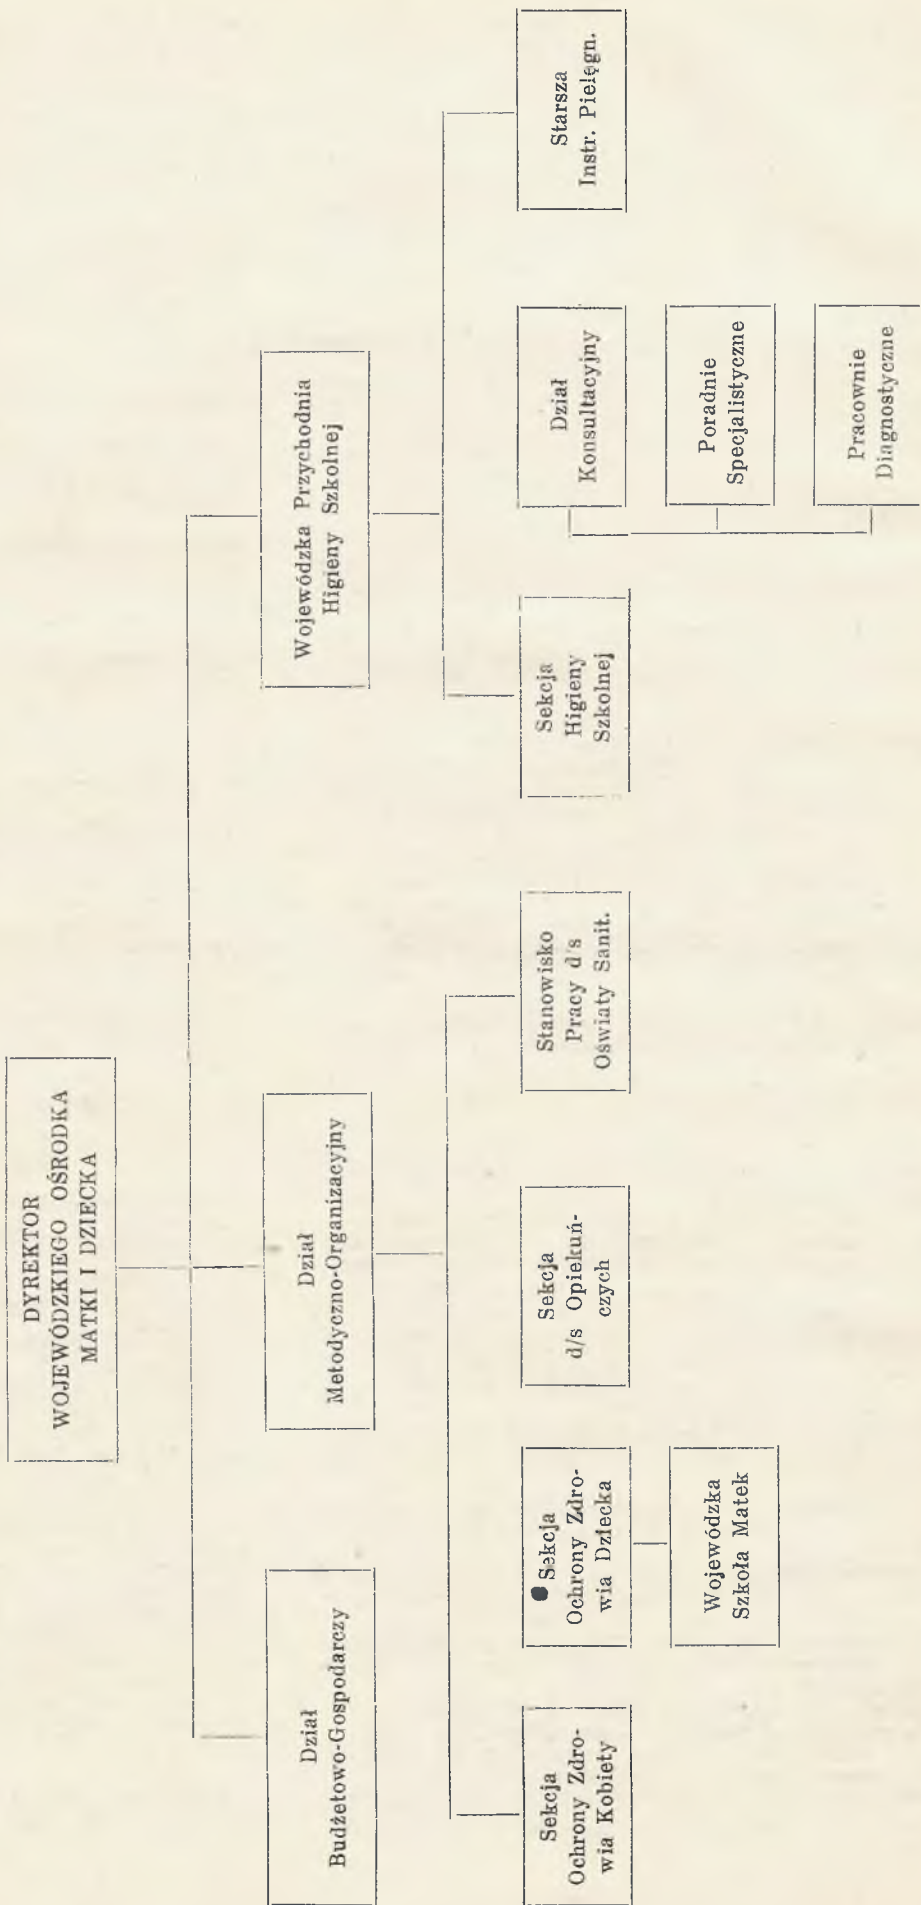 DYREKTOR
WOJEWÓDZKIEGO OŚRODKA
MATKI I DZIECKA
Dział
Budżetowo-Gospodarczy
Dział
Metodyczno-Organizacyjny
Wojewódzka Przychodnia
Higieny Szkolnej
Sekcja
Ochrony Zdro-
wia Kobiety
Sekcja
Ochrony Zdro-
wia Dziecka
Sekcja
d/s Opiekuń-
czych
Stanowisko
Pracy d/s
Oświaty Sanit.
Sekcja
Higieny
Szkolnej
Dział
Konsultacyjny
Starsza
Instr. Pielęgn.
Wojewódzka
Szkoła Matek
Poradnie
Specjalistyczne
Pracownie
Diagnostyczne